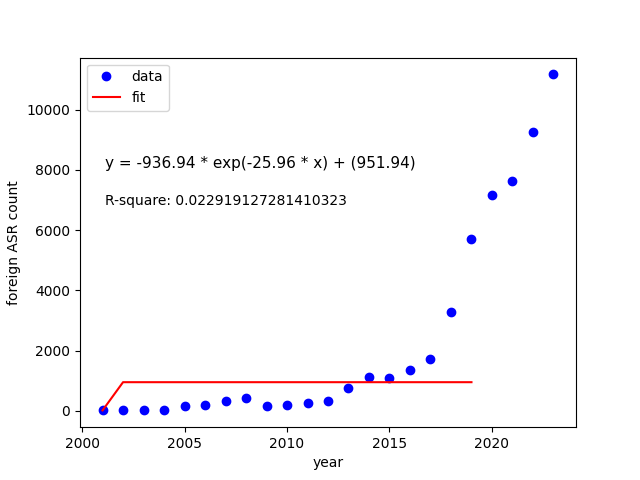 data
fit
y = -936.94 * exp(-25.96 * x) + (951.94)
R-square: 0.022919127281410323
foreign ASR count
10000
8000
6000
4000
2000
0
2000 2005 2010 2015 2020
year